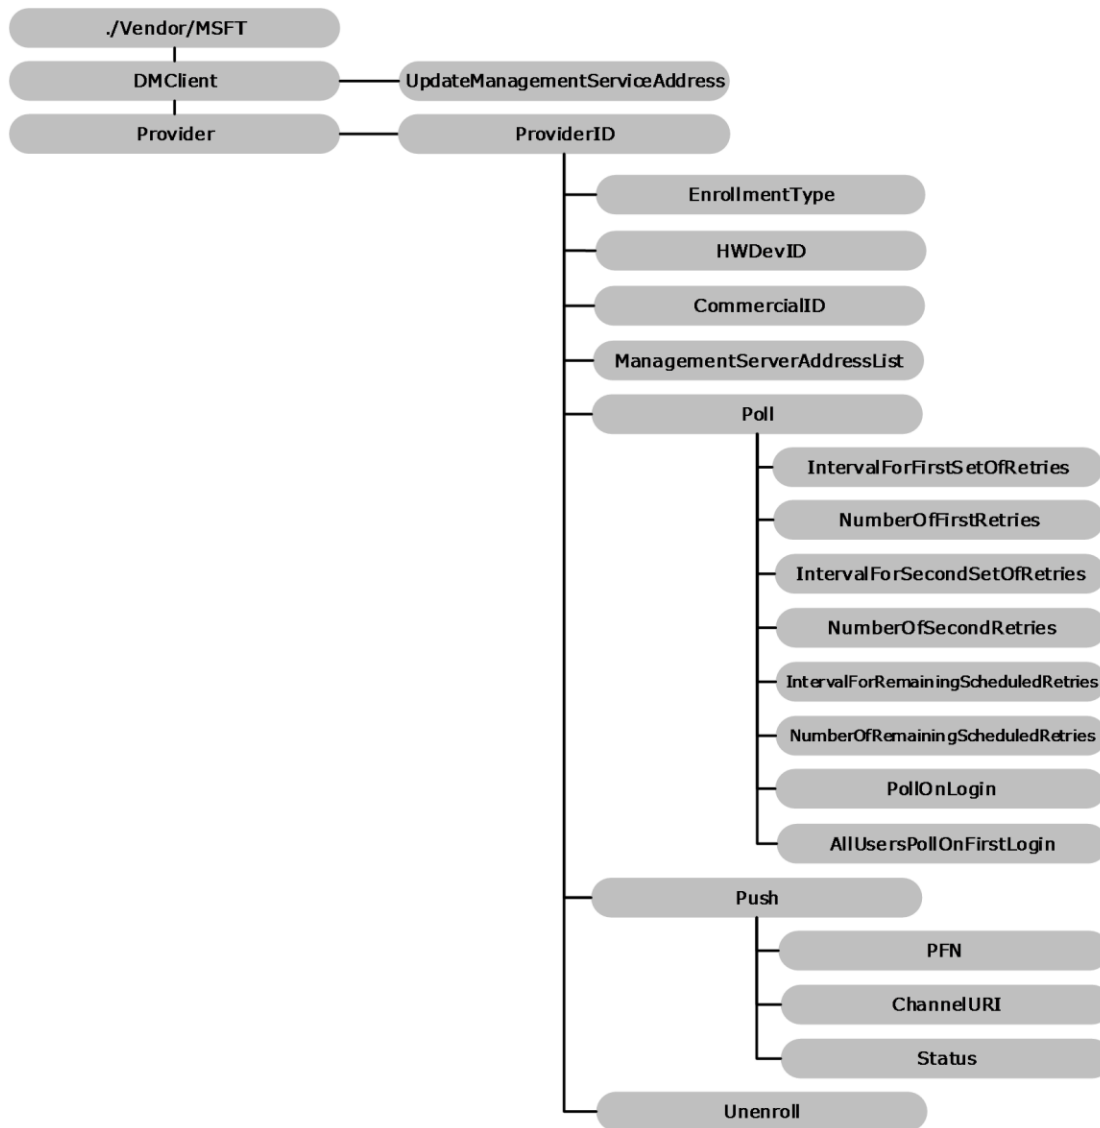 ./Vendor/MSFT
DMClient
UpdateManagementServiceAddress
Provider
ProviderID
EnrollmentType
HWDevID
CommercialID
ManagementServerAddressList
Poll
IntervalForFirstSetOfRetries
NumberOfFirstRetries
IntervalForSecondSetOfRetries
NumberOfSecondRetries
IntervalForRemainingScheduledRetries
NumberOfRemainingScheduledRetries
PollOnLogin
AllUsersPollOnFirstLogin
Push
PFN
ChannelURI
Status
Unenroll